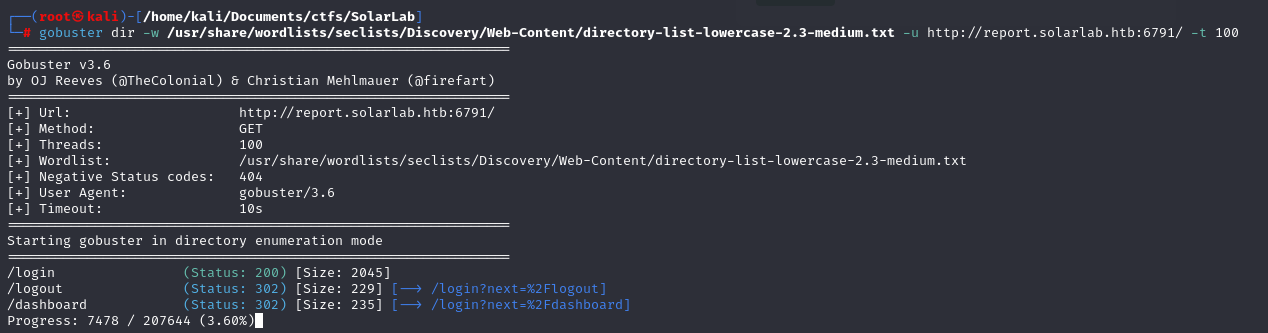 ┌──(root㉿kali)-[/home/kali/Documents/ctfs/SolarLab]
└─# gobuster dir -w /usr/share/wordlists/seclists/Discovery/Web-Content/directory-list-lowercase-2.3-medium.txt -u http://report.solarlab.htb:6791/ -t 100
===============================================================
Gobuster v3.6
by OJ Reeves (@TheColonial) & Christian Mehlmauer (@firefart)
===============================================================
[+] Url:                     http://report.solarlab.htb:6791/
[+] Method:                  GET
[+] Threads:                 100
[+] Wordlist:                /usr/share/wordlists/seclists/Discovery/Web-Content/directory-list-lowercase-2.3-medium.txt
[+] Negative Status codes:   404
[+] User Agent:              gobuster/3.6
[+] Timeout:                 10s
===============================================================
Starting gobuster in directory enumeration mode
===============================================================
/login                (Status: 200) [Size: 2045]
/logout               (Status: 302) [Size: 229] [--> /login?next=%2Flogout]
/dashboard            (Status: 302) [Size: 235] [--> /login?next=%2Fdashboard]
Progress: 7478 / 207644 (3.60%)